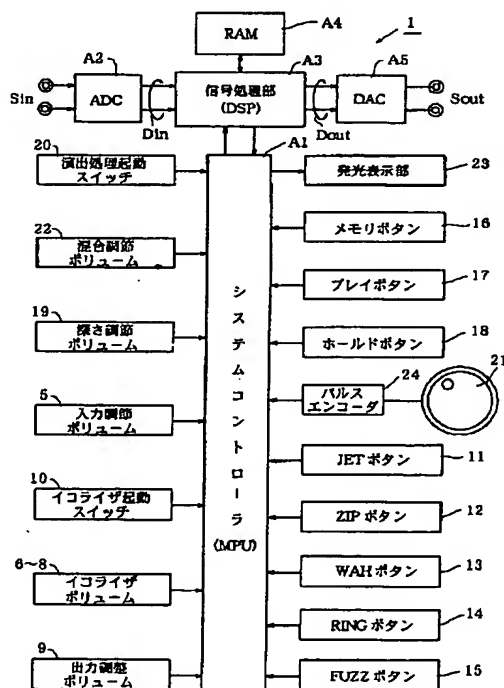 1
A4
RAM
A2
A3
A5
Sin
ADC
信号処理部
(DSP)
DAC
Sout
Din
Dout
20
A1
演出処理起動
スイッチ
発光表示部
23
22
混合調節
ボリューム
メモリボタン
16
プレイボタン
17
19
深さ調節
ボリューム
ホールドボタン
18
21
24
パルス
エンコーダ
5
入力調節
ボリューム
システムコントローラ
(MPU)
JETボタン
11
10
イコライザ起動
スイッチ
ZIPボタン
12
6~8
イコライザ
ボリューム
WAHボタン
13
RINGボタン
14
9
出力調整
ボリューム
FUZZボタン
15